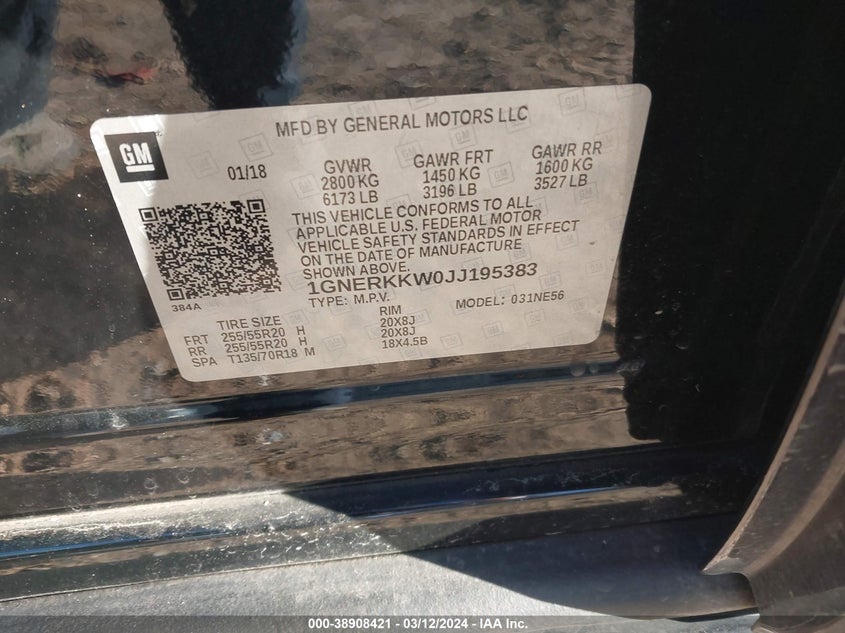 MFD BY GENERAL MOTORS LLC
GM
01/18
GVWR
2800 KG
6173 LB
GAWR FRT
1450 KG
3196 LB
GAWR RR
1600 KG
3527 LB
THIS VEHICLE CONFORMS TO ALL
APPLICABLE U.S. FEDERAL MOTOR
VEHICLE SAFETY STANDARDS IN EFFECT
ON THE DATE OF MANUFACTURE
SHOWN ABOVE.
384A
1GNERKKW0JJ195383
TYPE: M.P.V. MODEL: 031NE56
TIRE SIZE RIM
FRT 255/55R20 H 20X8J
RR 255/55R20 H 20X8J
SPA T135/70R18 M 18X4.5B
000-38908421 - 03/12/2024 - IAA Inc.